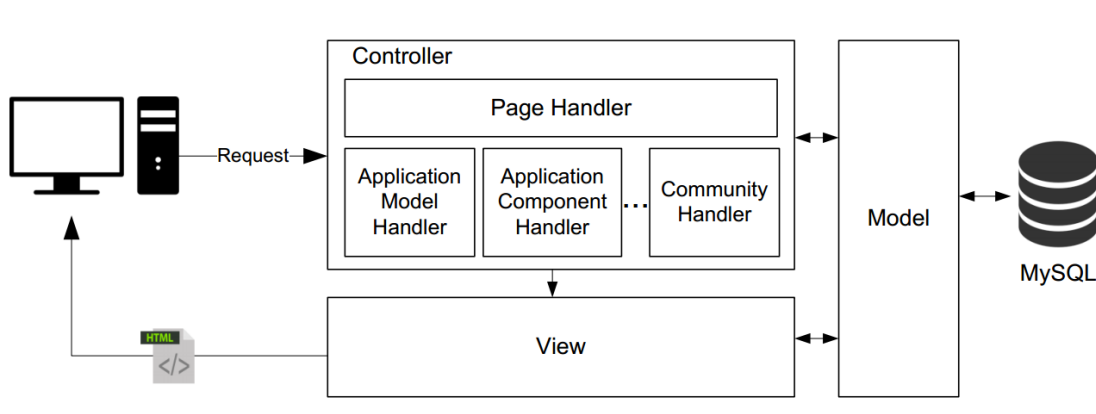 Controller
Page Handler
Request
Application
Model
Handler
Application
Component
Handler
...
Community
Handler
Model
MySQL
View
HTML
</>